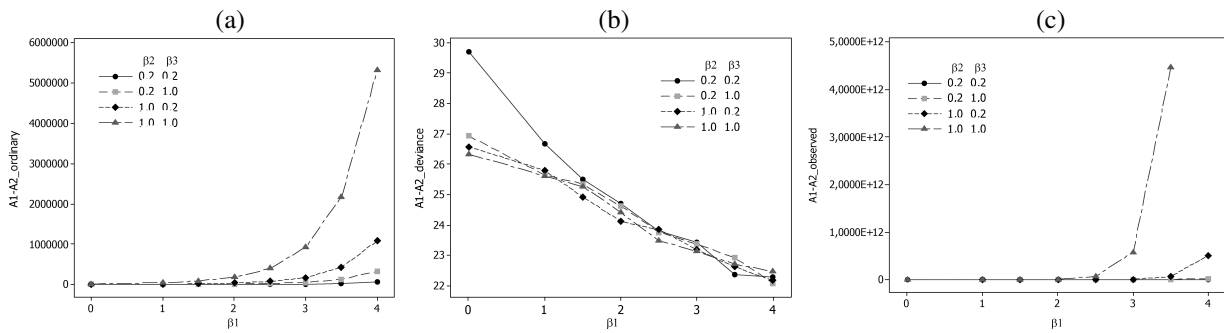 (a)
A1-A2_ordinary
6000000
5000000
4000000
3000000
2000000
1000000
0
β2 β3
0.2 0.2
0.2 1.0
1.0 0.2
1.0 1.0
0 1 2 3 4
β1
(b)
A1-A2_deviance
30
29
28
27
26
25
24
23
22
β2 β3
0.2 0.2
0.2 1.0
1.0 0.2
1.0 1.0
0 1 2 3 4
β1
(c)
A1-A2_observed
5,0000E+12
4,0000E+12
3,0000E+12
2,0000E+12
1,0000E+12
0
β2 β3
0.2 0.2
0.2 1.0
1.0 0.2
1.0 1.0
0 1 2 3 4
β1